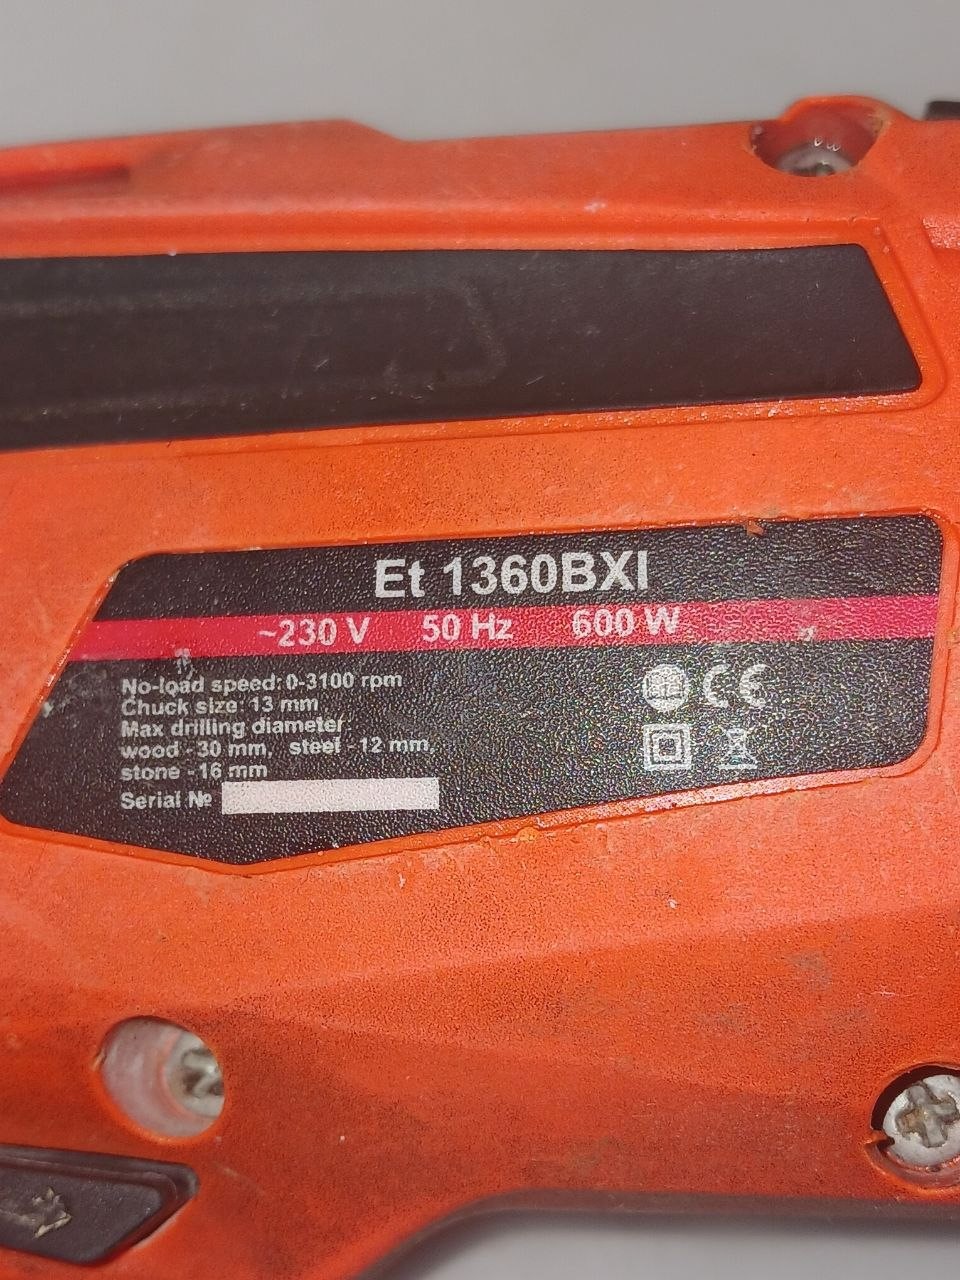 Et 1360BXI
~230 V 50 Hz 600 W
No-load speed: 0-3100 rpm
Chuck size: 13 mm
Max drilling diameter
wood - 30 mm, steel - 12 mm,
stone - 16 mm
Serial №
CE